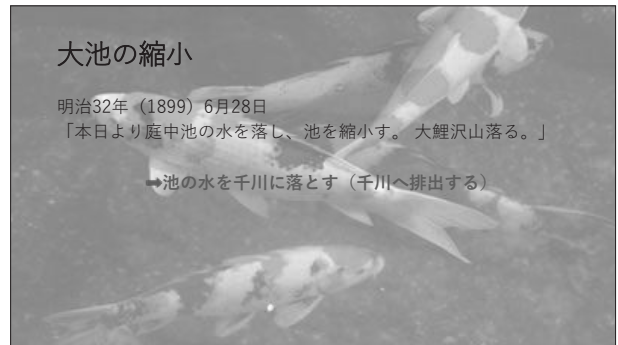 大池の縮小
明治32年（1899）6月28日
「本日より庭中池の水を落し、池を縮小す。 大鯉沢山落る。」
➡池の水を千川に落とす（千川へ排出する）